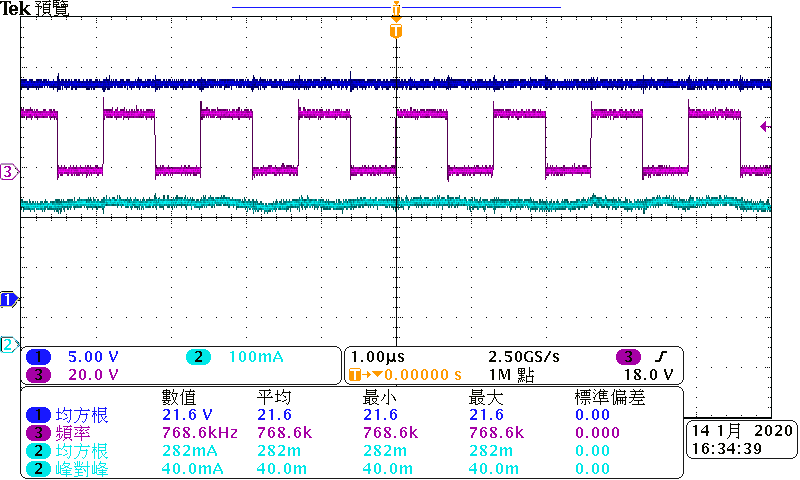 Tek 預覽
T
T
3
1
2
1 5.00 V 2 100mA
3 20.0 V
1.00µs 2.50GS/s 3
T→▼0.00000 s 1M 點 18.0 V
數值 平均 最小 最大 標準偏差
1 均方根 21.6 V 21.6 21.6 21.6 0.00
3 頻率 768.6kHz 768.6k 768.6k 768.6k 0.000
2 均方根 282mA 282m 282m 282m 0.00
2 峰對峰 40.0mA 40.0m 40.0m 40.0m 0.00
14 1月 2020
16:34:39